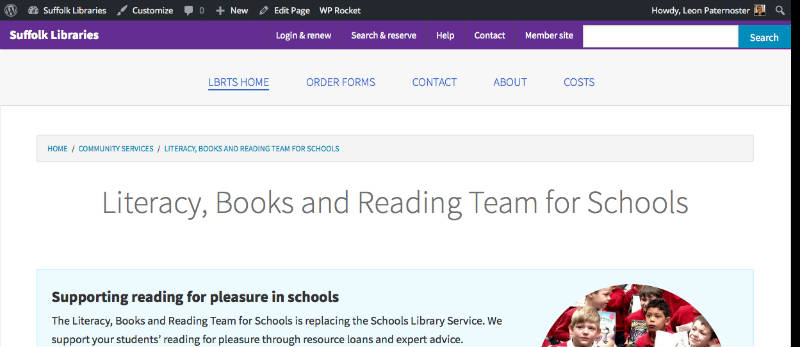 Suffolk Libraries Customize 0 New Edit Page WP Rocket Howdy, Leon Paternoster
Suffolk Libraries Login & renew Search & reserve Help Contact Member site Search
LBRTS HOME ORDER FORMS CONTACT ABOUT COSTS
HOME / COMMUNITY SERVICES / LITERACY, BOOKS AND READING TEAM FOR SCHOOLS
Literacy, Books and Reading Team for Schools
Supporting reading for pleasure in schools
The Literacy, Books and Reading Team for Schools is replacing the Schools Library Service. We
support your students' reading for pleasure through resource loans and expert advice.